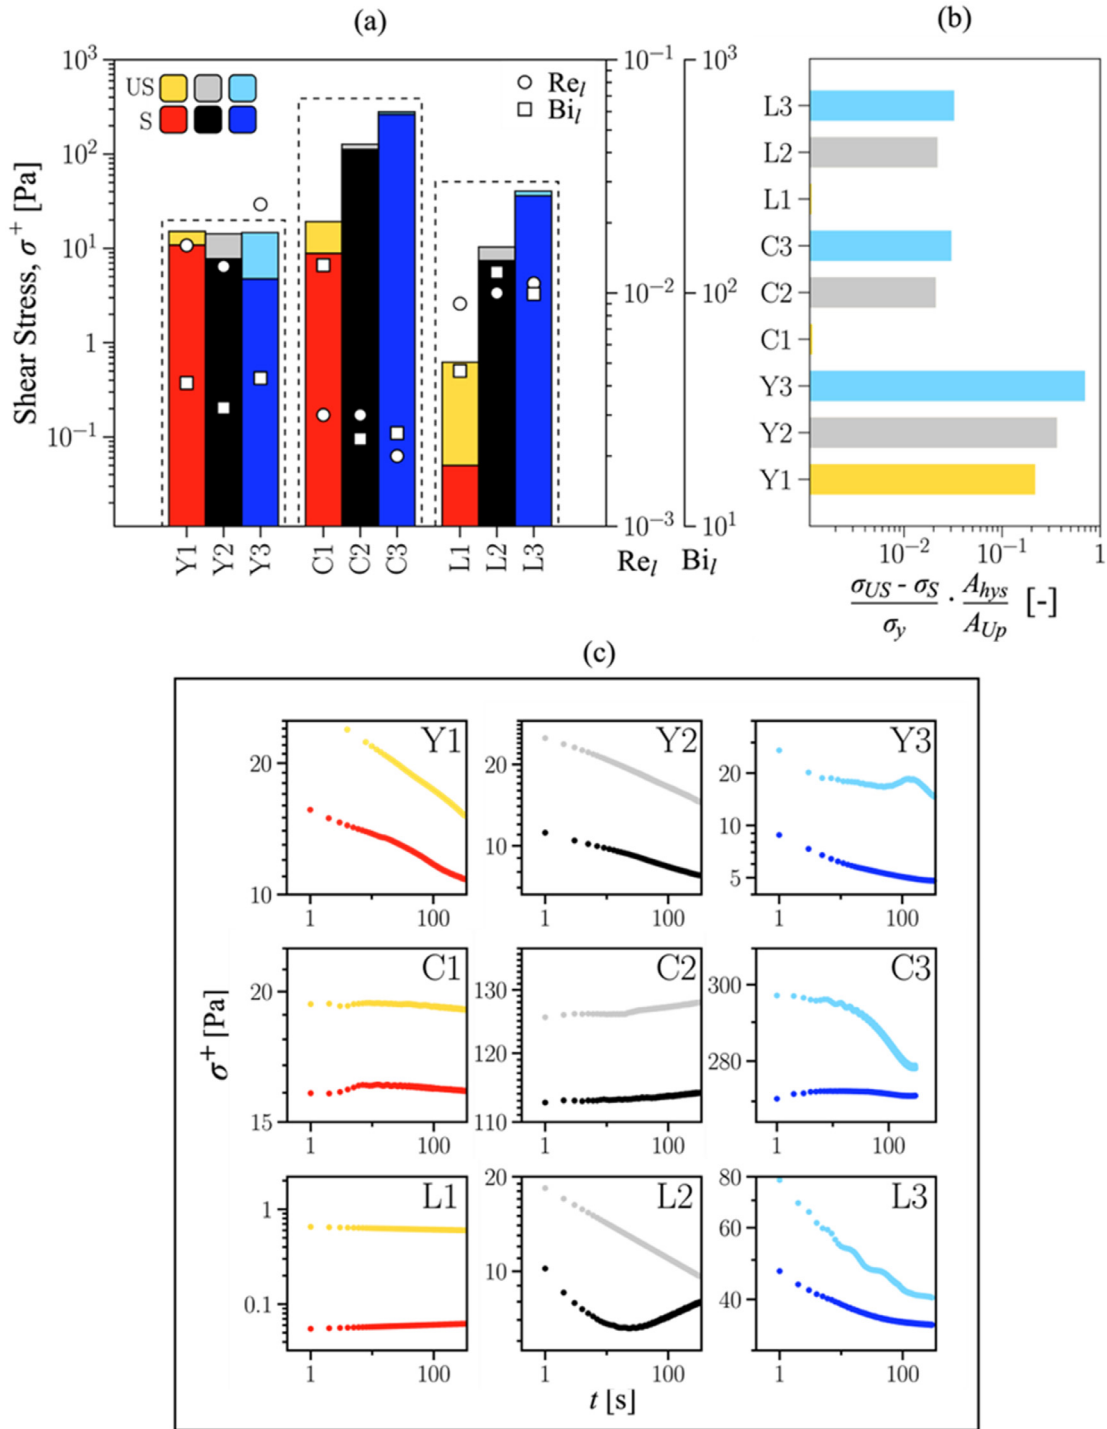 (a)
US
S
Re_l
Bi_l
Shear Stress, σ⁺ [Pa]
10³
10²
10¹
1
10⁻¹
10⁻¹
10⁻²
10⁻³
10³
10²
10¹
Y1 Y2 Y3 C1 C2 C3 L1 L2 L3
Re_l Bi_l
(b)
L3
L2
L1
C3
C2
C1
Y3
Y2
Y1
10⁻² 10⁻¹ 1
σ_US - σ_S / σ_y · A_hys / A_Up [-]
(c)
Y1
20
10
1 100
Y2
20
10
1 100
Y3
20
10
5
1 100
C1
20
15
1 100
C2
130
120
110
1 100
C3
300
280
1 100
L1
1
0.1
1 100
L2
20
10
1 100
L3
80
60
40
1 100
σ⁺ [Pa]
t [s]